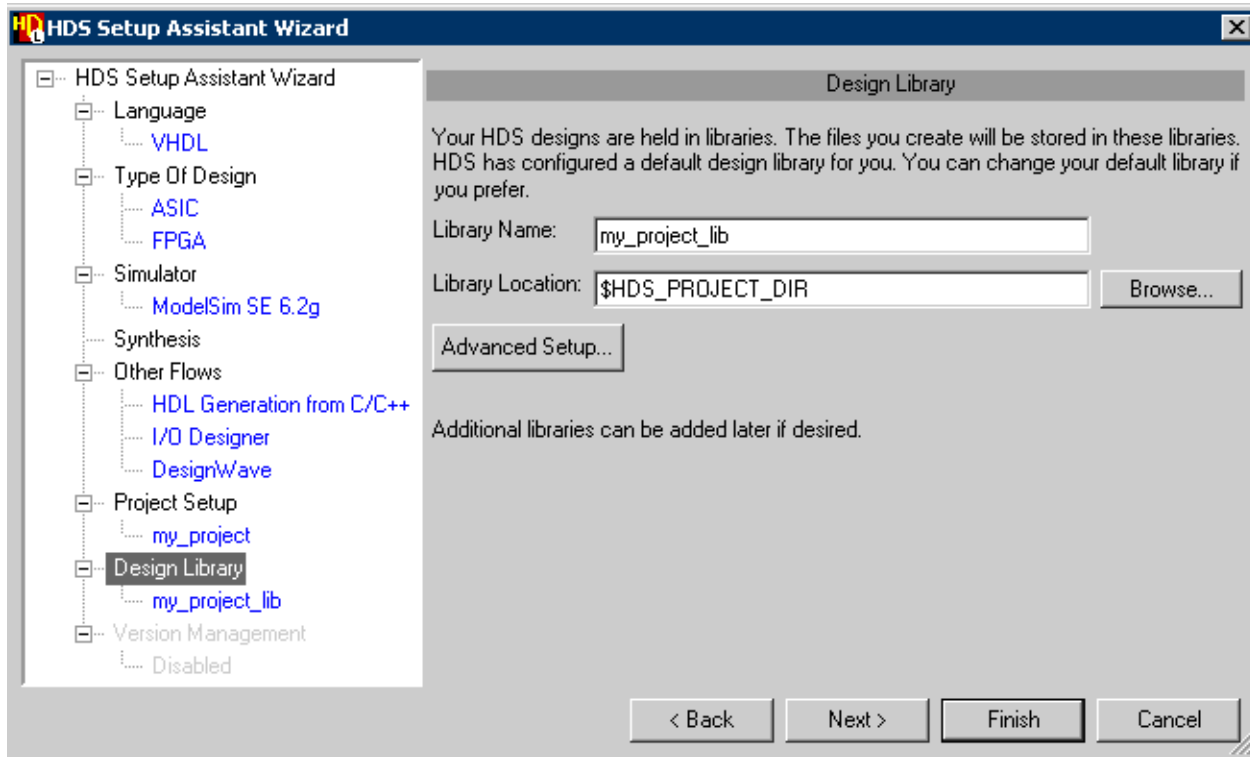 HDS Setup Assistant Wizard
HDS Setup Assistant Wizard
Language
VHDL
Type Of Design
ASIC
FPGA
Simulator
ModelSim SE 6.2g
Synthesis
Other Flows
HDL Generation from C/C++
I/O Designer
DesignWave
Project Setup
my_project
Design Library
my_project_lib
Version Management
Disabled
Design Library
Your HDS designs are held in libraries. The files you create will be stored in these libraries.
HDS has configured a default design library for you. You can change your default library if
you prefer.
Library Name: my_project_lib
Library Location: $HDS_PROJECT_DIR Browse...
Advanced Setup...
Additional libraries can be added later if desired.
< Back Next > Finish Cancel